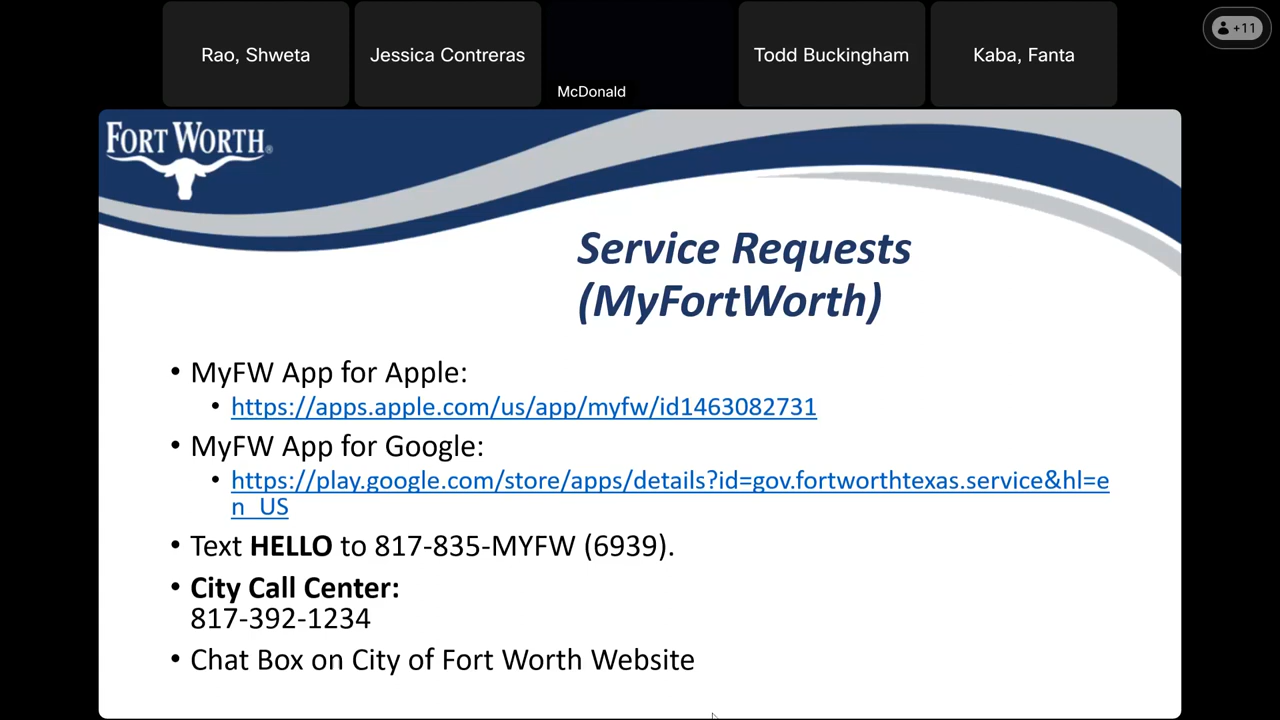 Rao, Shweta
Jessica Contreras
McDonald
Todd Buckingham
Kaba, Fanta
+11
FORT WORTH®
Service Requests
(MyFortWorth)
• MyFW App for Apple:
• https://apps.apple.com/us/app/myfw/id1463082731
• MyFW App for Google:
• https://play.google.com/store/apps/details?id=gov.fortworthtexas.service&hl=e
n_US
• Text HELLO to 817-835-MYFW (6939).
• City Call Center:
817-392-1234
• Chat Box on City of Fort Worth Website